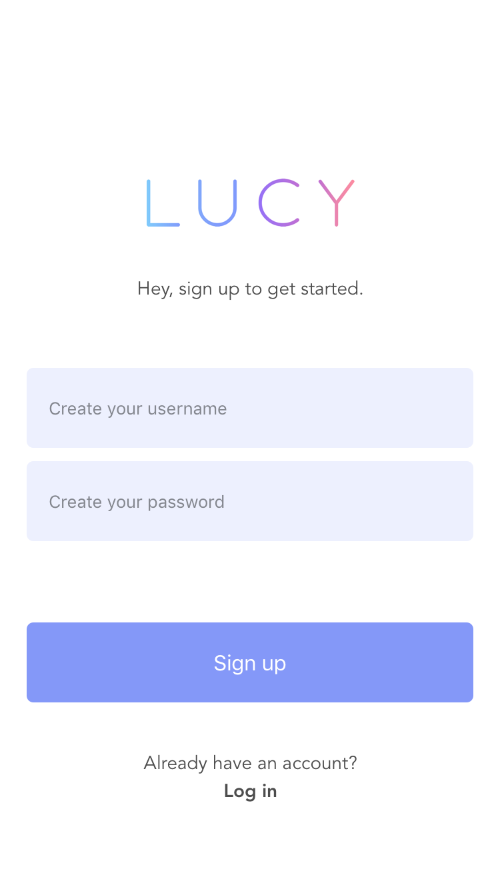 LUCY
Hey, sign up to get started.
Create your username
Create your password
Sign up
Already have an account?
Log in